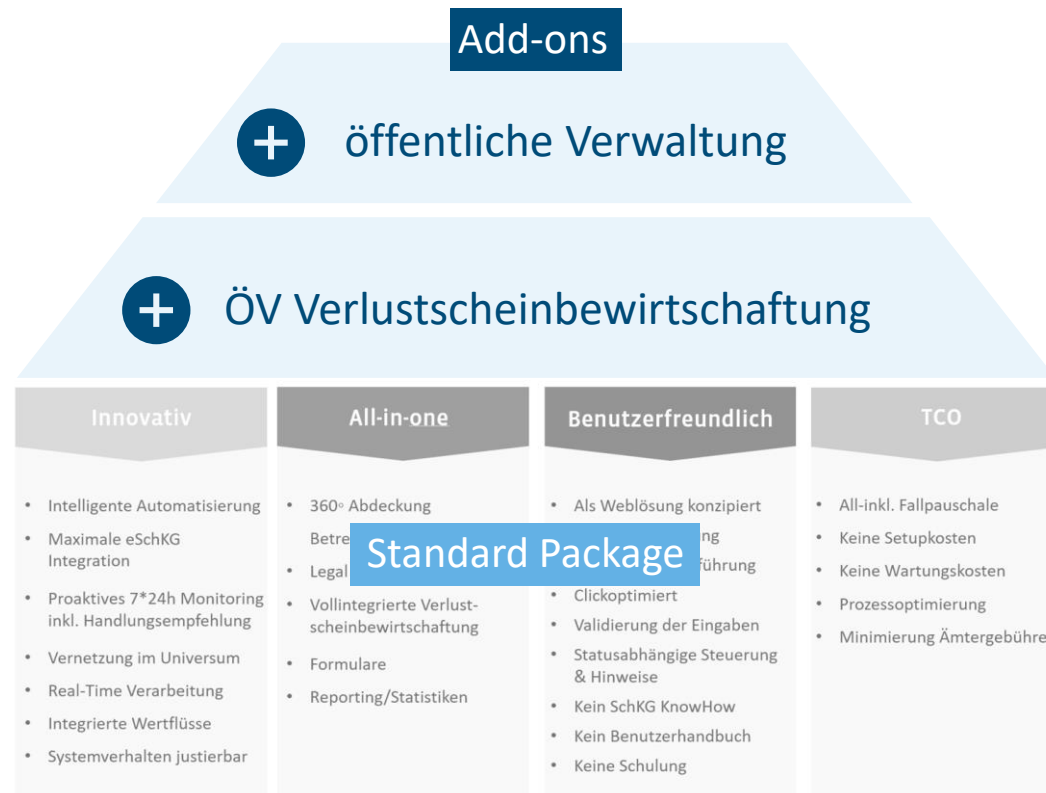 Add-ons
öffentliche Verwaltung
ÖV Verlustscheinbewirtschaftung
Innovativ
• Intelligente Automatisierung
• Maximale eSchKG
Integration
• Proaktives 7*24h Monitoring
inkl. Handlungsempfehlung
• Vernetzung im Universum
• Real-Time Verarbeitung
• Integrierte Wertflüsse
• Systemverhalten justierbar
All-in-one
• 360° Abdeckung
• Legal
• Vollintegrierte Verlust-
scheinbewirtschaftung
• Formulare
• Reporting/Statistiken
Standard Package
Benutzerfreundlich
• Als Weblösung konzipiert
• Clickoptimiert
• Validierung der Eingaben
• Statusabhängige Steuerung
& Hinweise
• Kein SchKG KnowHow
• Kein Benutzerhandbuch
• Keine Schulung
TCO
• All-inkl. Fallpauschale
• Keine Setupkosten
• Keine Wartungskosten
• Prozessoptimierung
• Minimierung Ämtergebühre